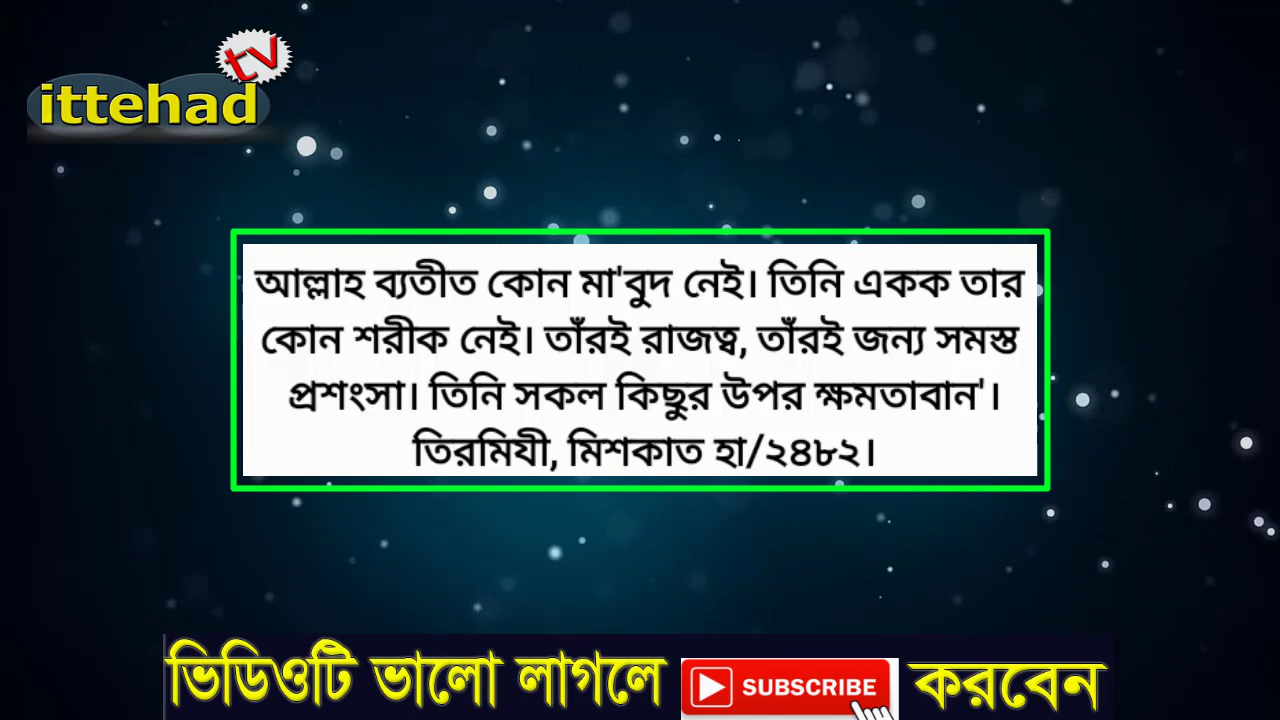 ittehad tv
আল্লাহ ব্যতীত কোন মা'বুদ নেই। তিনি একক তার
কোন শরীক নেই। তাঁরই রাজত্ব, তাঁরই জন্য সমস্ত
প্রশংসা। তিনি সকল কিছুর উপর ক্ষমতাবান'।
তিরমিযী, মিশকাত হা/২৪৮২।
ভিডিওটি ভালো লাগলে SUBSCRIBE করবেন